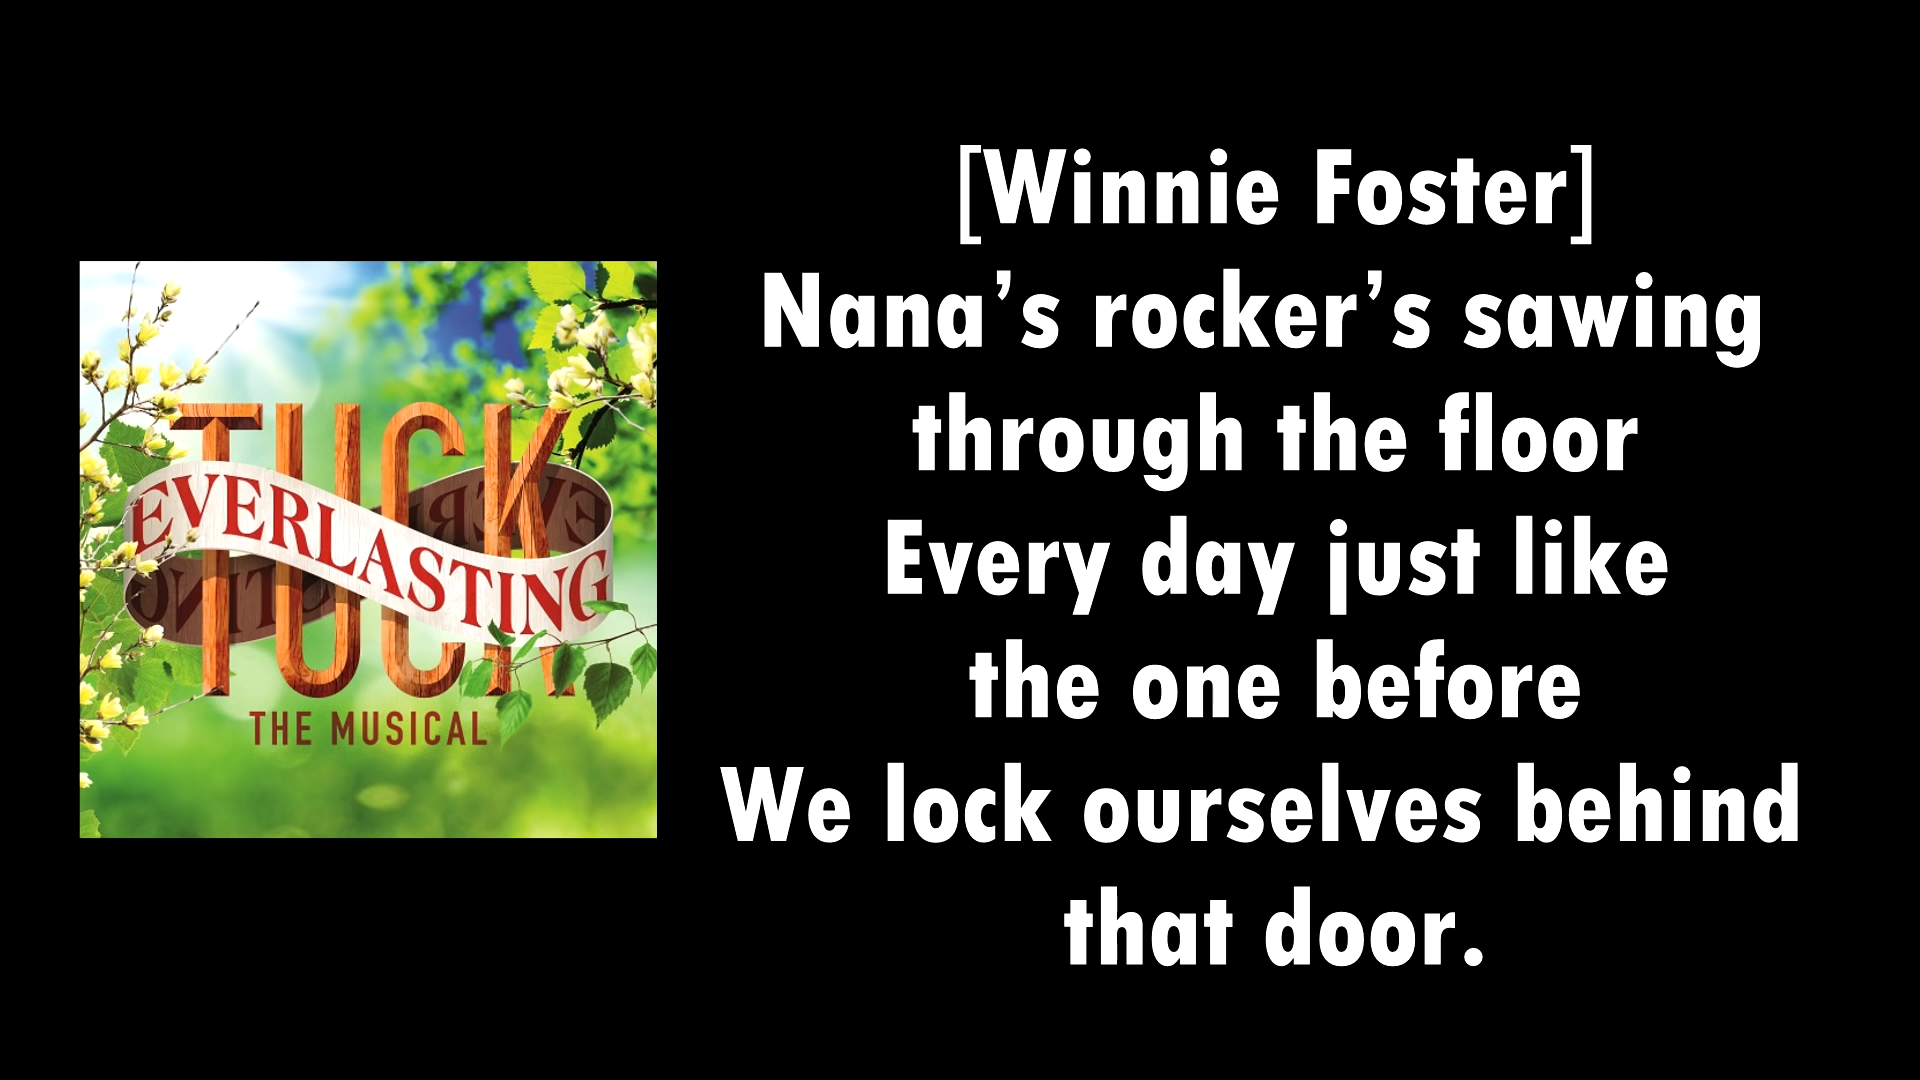 TUCK
EVERLASTING
THE MUSICAL
[Winnie Foster]
Nana’s rocker’s sawing
through the floor
Every day just like
the one before
We lock ourselves behind
that door.